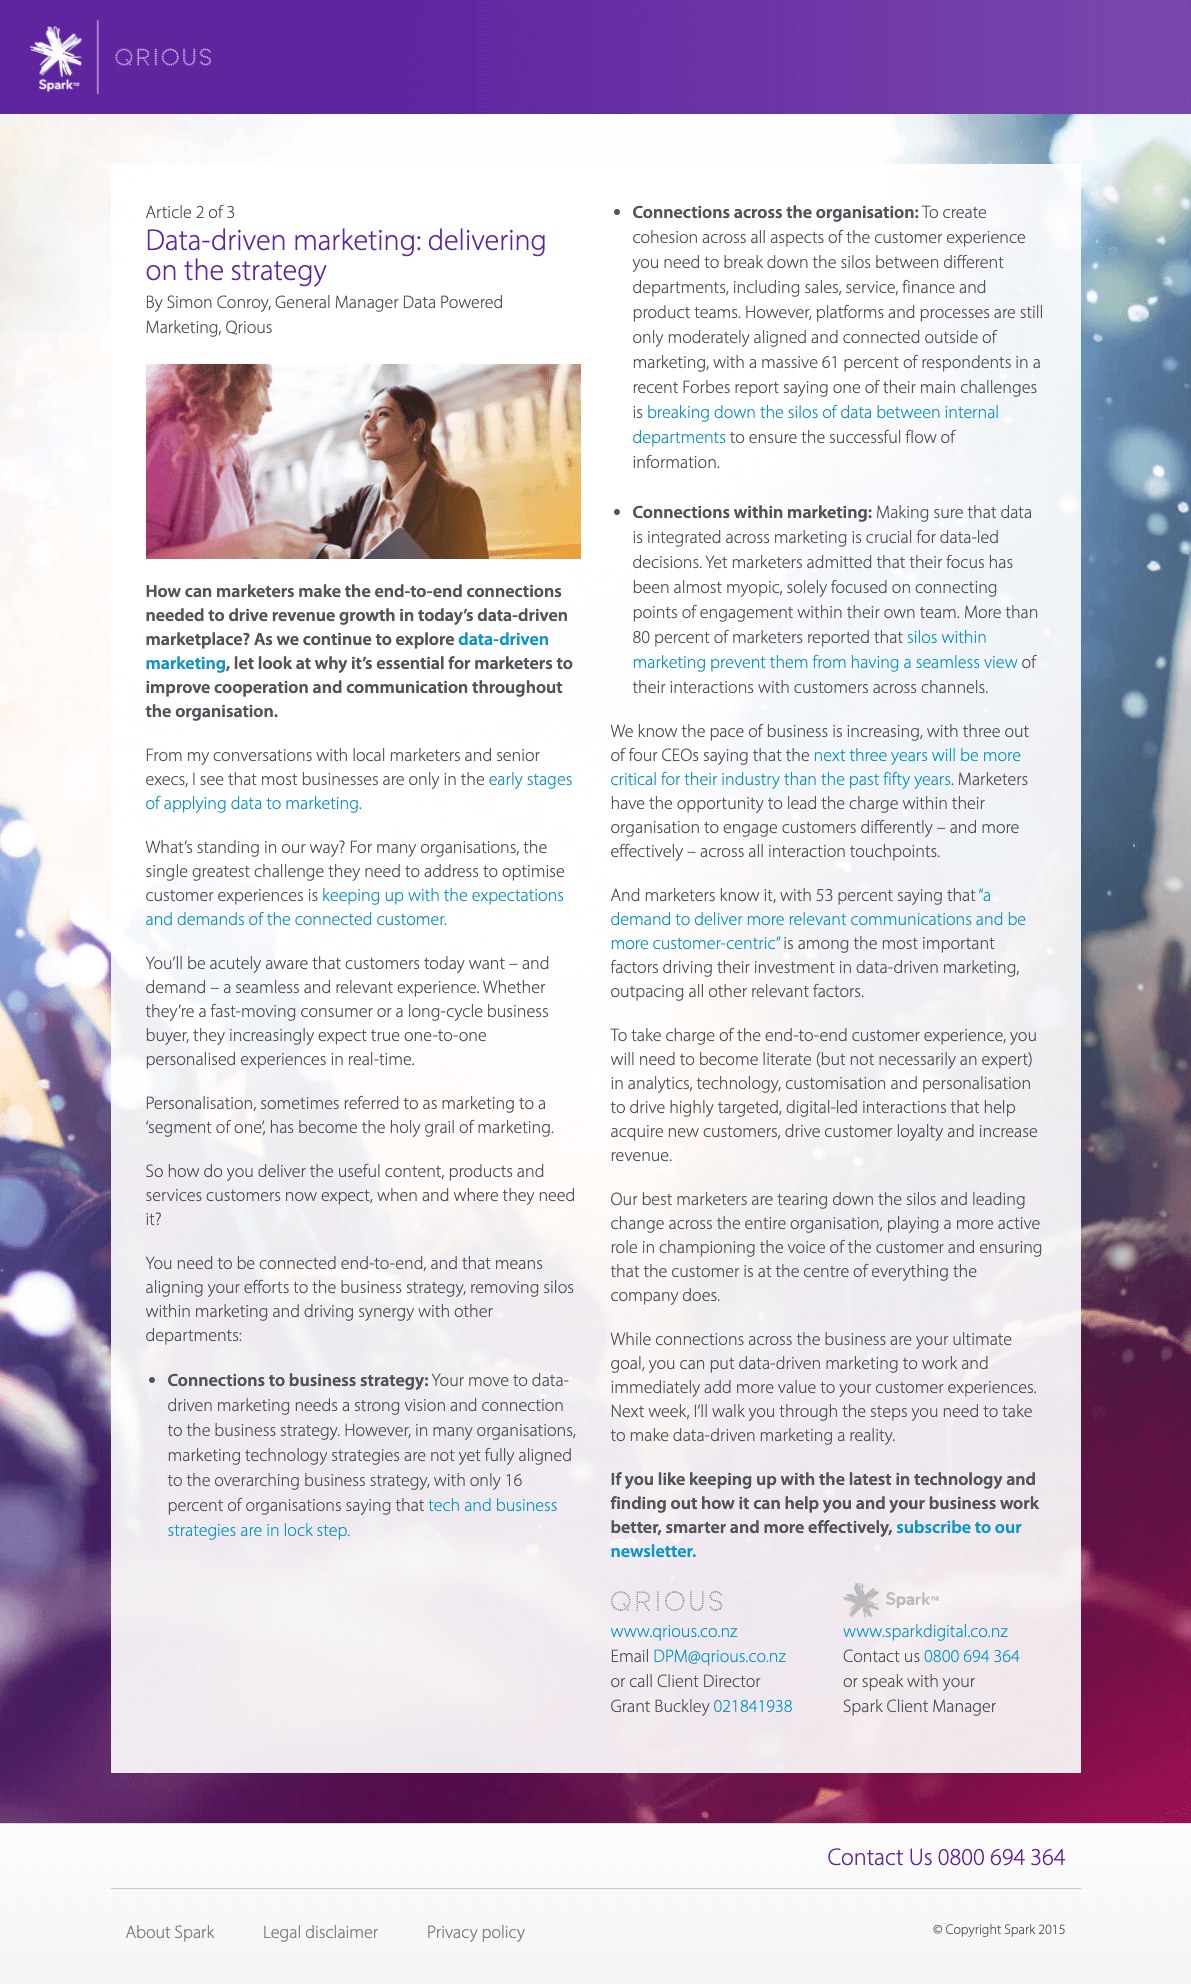 Spark nz
QRIOUS
Article 2 of 3
Data-driven marketing: delivering
on the strategy
By Simon Conroy, General Manager Data Powered
Marketing, Qrious
How can marketers make the end-to-end connections
needed to drive revenue growth in today’s data-driven
marketplace? As we continue to explore data-driven
marketing, let look at why it’s essential for marketers to
improve cooperation and communication throughout
the organisation.
From my conversations with local marketers and senior
execs, I see that most businesses are only in the early stages
of applying data to marketing.
What’s standing in our way? For many organisations, the
single greatest challenge they need to address to optimise
customer experiences is keeping up with the expectations
and demands of the connected customer.
You’ll be acutely aware that customers today want – and
demand – a seamless and relevant experience. Whether
they’re a fast-moving consumer or a long-cycle business
buyer, they increasingly expect true one-to-one
personalised experiences in real-time.
Personalisation, sometimes referred to as marketing to a
‘segment of one’, has become the holy grail of marketing.
So how do you deliver the useful content, products and
services customers now expect, when and where they need
it?
You need to be connected end-to-end, and that means
aligning your efforts to the business strategy, removing silos
within marketing and driving synergy with other
departments:
• Connections to business strategy: Your move to data-
driven marketing needs a strong vision and connection
to the business strategy. However, in many organisations,
marketing technology strategies are not yet fully aligned
to the overarching business strategy, with only 16
percent of organisations saying that tech and business
strategies are in lock step.
• Connections across the organisation: To create
cohesion across all aspects of the customer experience
you need to break down the silos between different
departments, including sales, service, finance and
product teams. However, platforms and processes are still
only moderately aligned and connected outside of
marketing, with a massive 61 percent of respondents in a
recent Forbes report saying one of their main challenges
is breaking down the silos of data between internal
departments to ensure the successful flow of
information.
• Connections within marketing: Making sure that data
is integrated across marketing is crucial for data-led
decisions. Yet marketers admitted that their focus has
been almost myopic, solely focused on connecting
points of engagement within their own team. More than
80 percent of marketers reported that silos within
marketing prevent them from having a seamless view of
their interactions with customers across channels.
We know the pace of business is increasing, with three out
of four CEOs saying that the next three years will be more
critical for their industry than the past fifty years. Marketers
have the opportunity to lead the charge within their
organisation to engage customers differently – and more
effectively – across all interaction touchpoints.
And marketers know it, with 53 percent saying that “a
demand to deliver more relevant communications and be
more customer-centric” is among the most important
factors driving their investment in data-driven marketing,
outpacing all other relevant factors.
To take charge of the end-to-end customer experience, you
will need to become literate (but not necessarily an expert)
in analytics, technology, customisation and personalisation
to drive highly targeted, digital-led interactions that help
acquire new customers, drive customer loyalty and increase
revenue.
Our best marketers are tearing down the silos and leading
change across the entire organisation, playing a more active
role in championing the voice of the customer and ensuring
that the customer is at the centre of everything the
company does.
While connections across the business are your ultimate
goal, you can put data-driven marketing to work and
immediately add more value to your customer experiences.
Next week, I’ll walk you through the steps you need to take
to make data-driven marketing a reality.
If you like keeping up with the latest in technology and
finding out how it can help you and your business work
better, smarter and more effectively, subscribe to our
newsletter.
QRIOUS
www.qrious.co.nz
Email DPM@qrious.co.nz
or call Client Director
Grant Buckley 021841938
Spark nz
www.sparkdigital.co.nz
Contact us 0800 694 364
or speak with your
Spark Client Manager
Contact Us 0800 694 364
About Spark
Legal disclaimer
Privacy policy
© Copyright Spark 2015